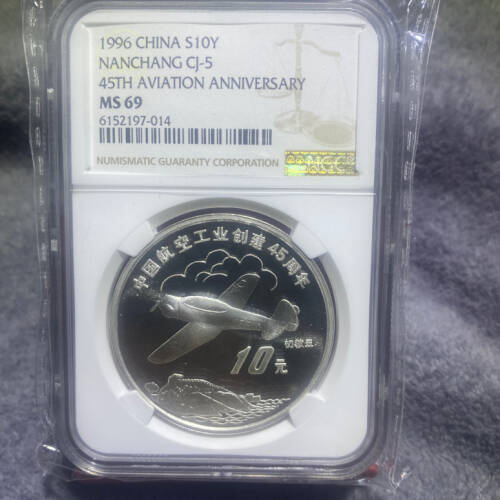 1996 CHINA S10Y
NANCHANG CJ-5
45TH AVIATION ANNIVERSARY
MS 69
6152197-014
NUMISMATIC GUARANTY CORPORATION
中国航空工业创建45周年
初教五
10元